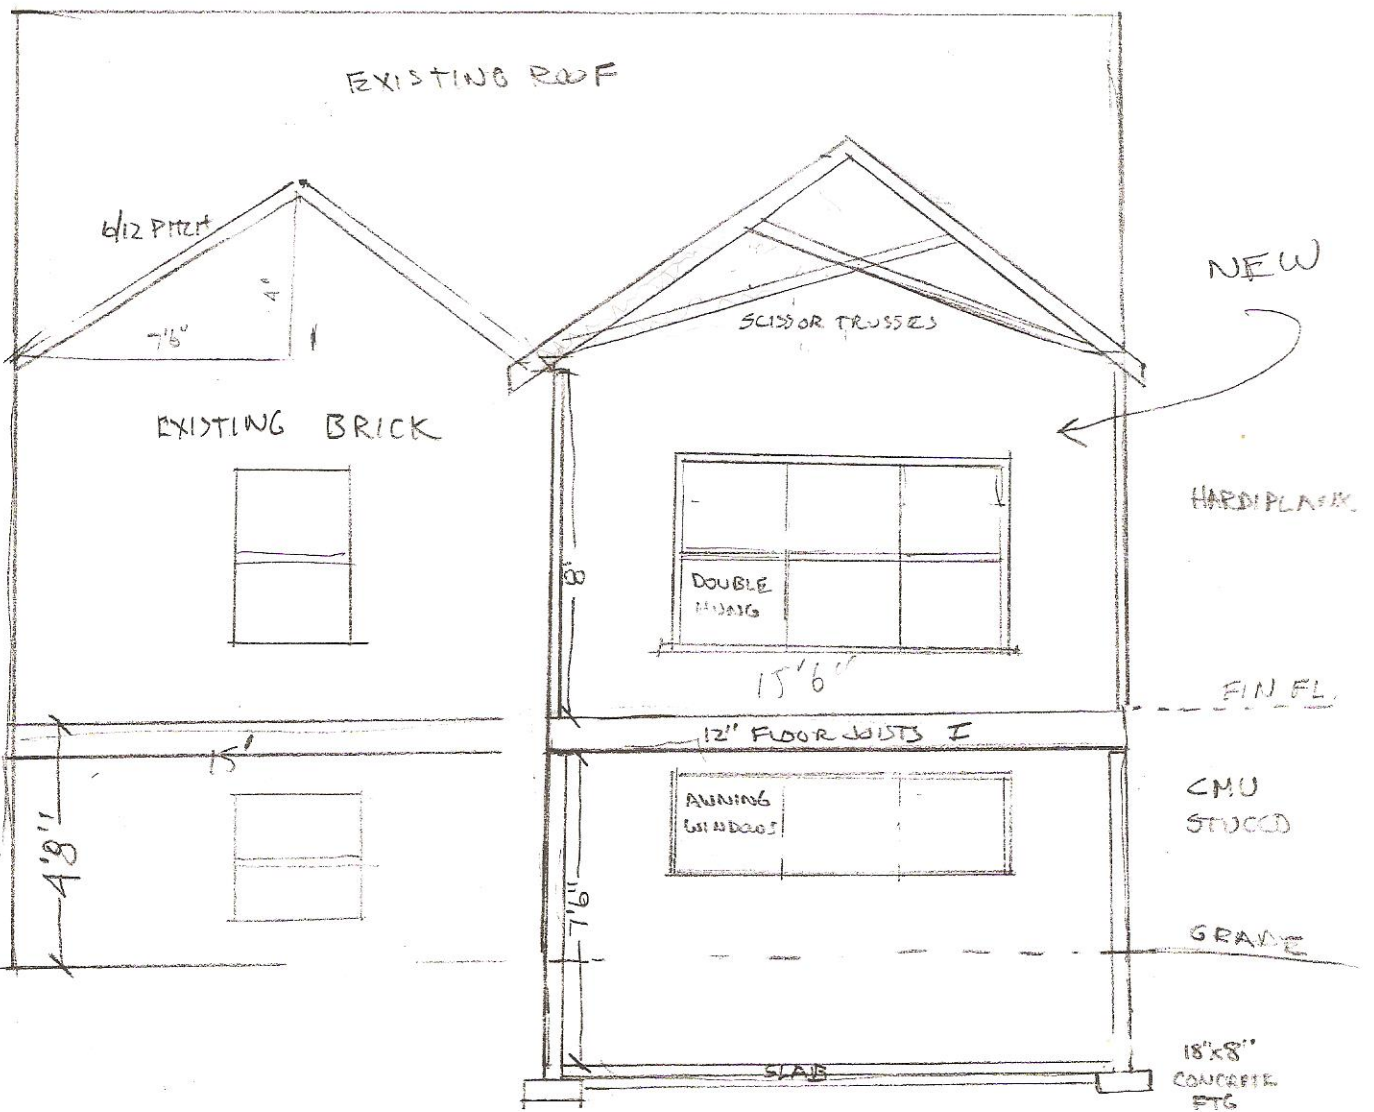 EXISTING ROOF
6/12 PITCH
4'
7'6"
SCISSOR TRUSSES
NEW
EXISTING BRICK
HARDIPLANK
8'
DOUBLE
HUNG
15'6"
FIN FL.
12" FLOOR JOISTS I
15'
4'8"
AWNING
WINDOWS
CMU
STUCCO
7'6"
GRADE
SLAB
18"x8"
CONCRETE
FTG